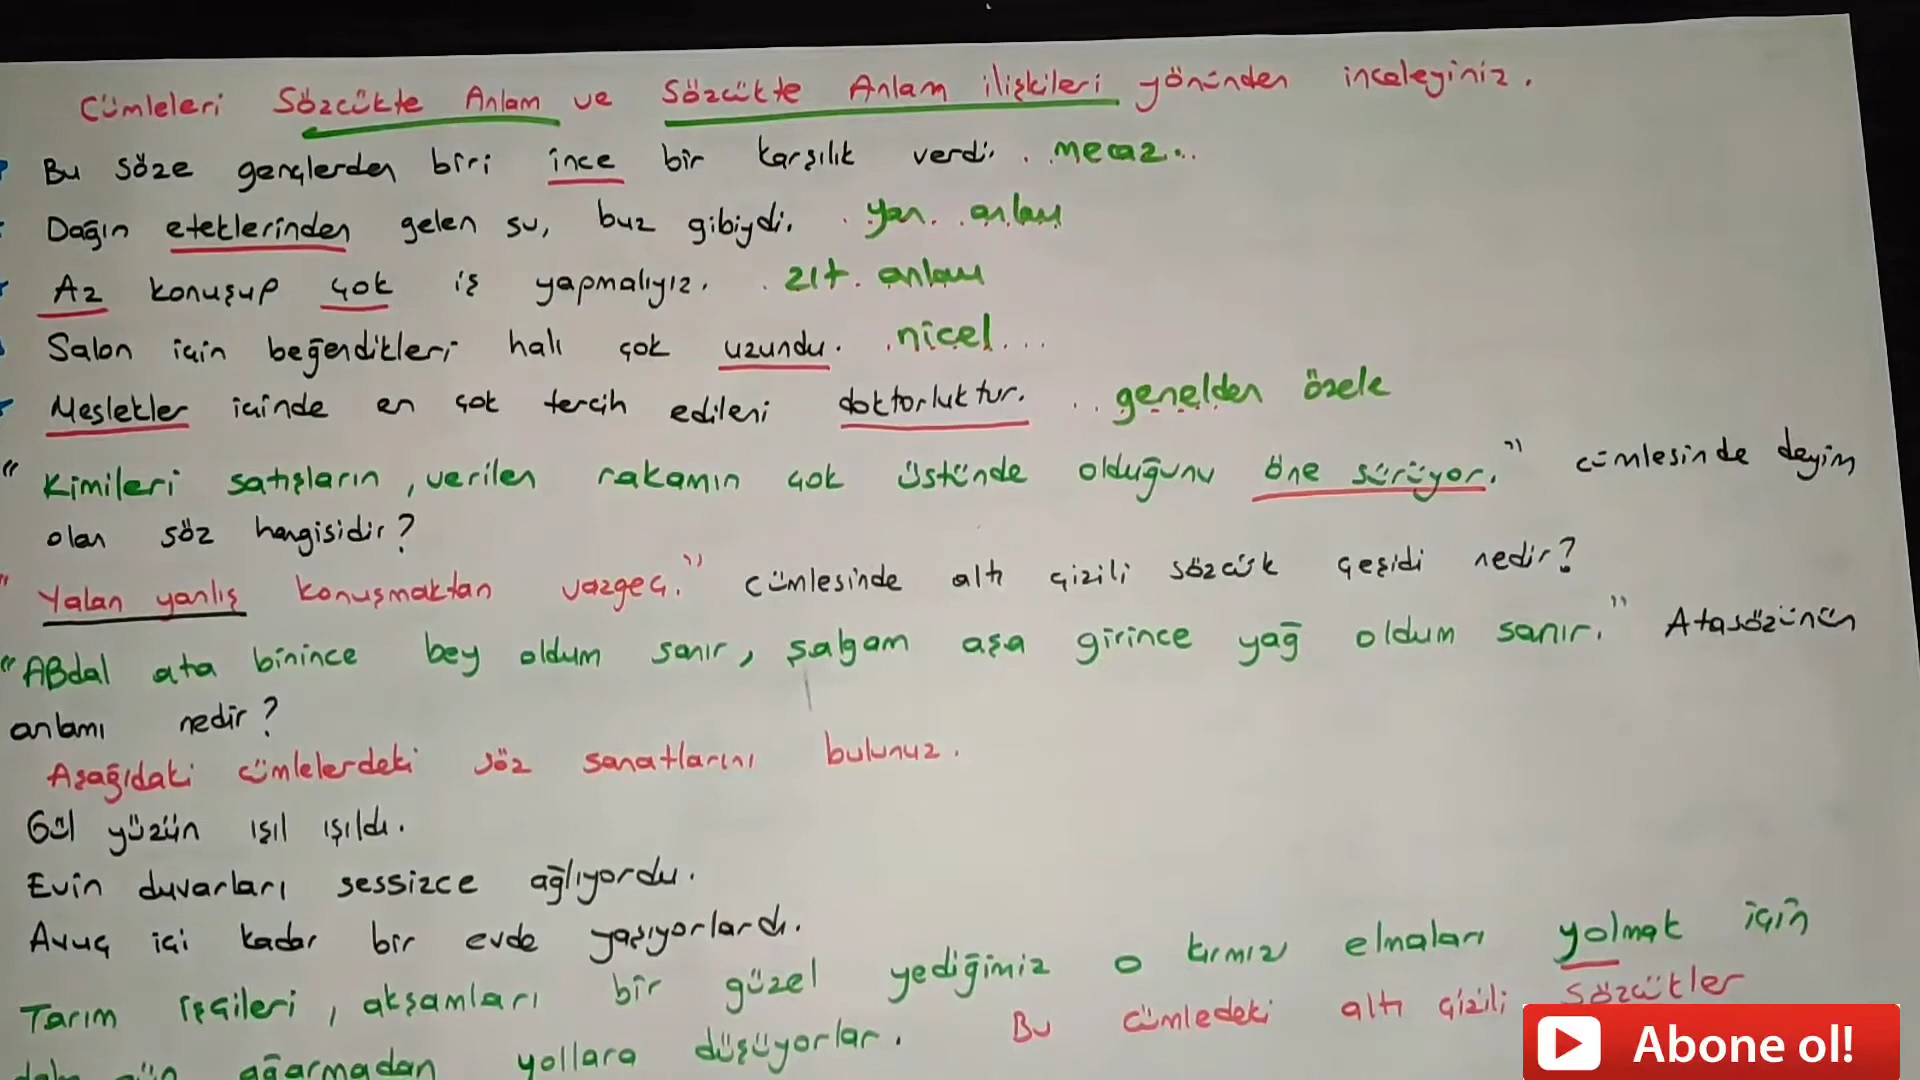 Cümleleri Sözcükte Anlam ve Sözcükte Anlam ilişkileri yönünden inceleyiniz.
Bu söze gençlerden biri ince bir karşılık verdi. mecaz...
Dağın eteklerinden gelen su, buz gibiydi. yan anlam
Az konuşup çok iş yapmalıyız. zıt anlam
Salon için beğendikleri halı çok uzundu. nicel...
Meslekler içinde en çok tercih edileni doktorluktur. genelden özele
"Kimileri satışların, verilen rakamın çok üstünde olduğunu öne sürüyor." cümlesinde deyim
olan söz hangisidir?
"Yalan yanlış konuşmaktan vazgeç." cümlesinde altı çizili sözcük çeşidi nedir?
"ABdal ata binince bey oldum sanır, şalgam aşa girince yağ oldum sanır." Atasözünün
anlamı nedir?
Aşağıdaki cümlelerdeki söz sanatlarını bulunuz.
Gül yüzün ışıl ışıldı.
Evin duvarları sessizce ağlıyordu.
Avuç içi kadar bir evde yaşıyorlardı.
Tarım işçileri, akşamları bir güzel yediğimiz o kırmızı elmaları yolmak için
gün ağarmadan yollara düşüyorlar. Bu cümledeki altı çizili sözcükler
Abone ol!